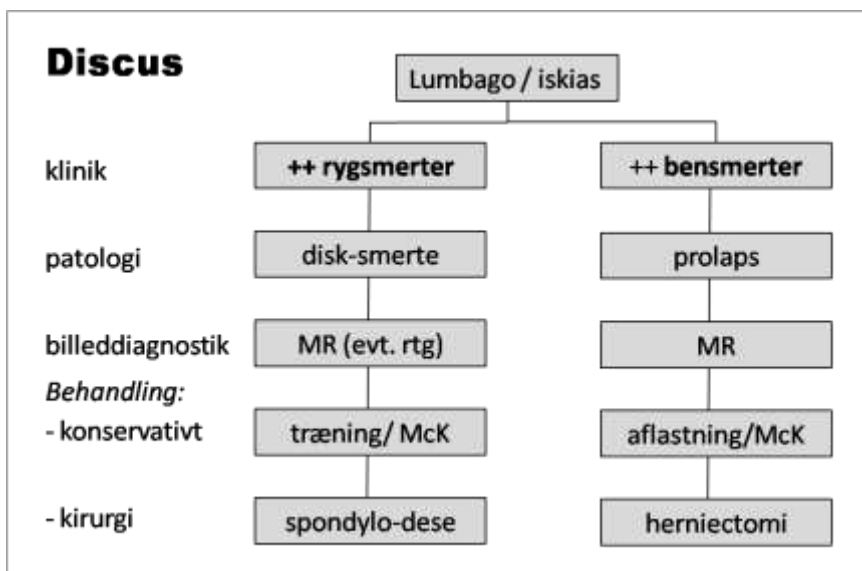 Discus
Lumbago / iskias
klinik
++ rygsmerter
++ bensmerter
patologi
disk-smerte
prolaps
billeddiagnostik
MR (evt. rtg)
MR
Behandling:
- konservativt
træning/ McK
aflastning/McK
- kirurgi
spondylo-dese
herniectomi